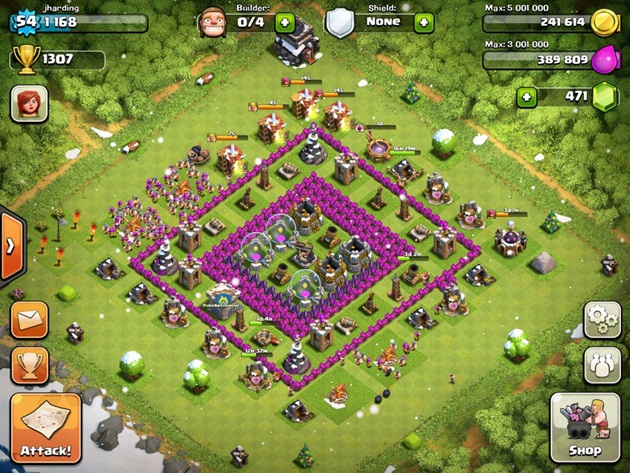 jharding
54 1 168
1307
Builder:
0/4
Shield:
None
Max: 5 001 000
241 614
Max: 3 000 000
389 809
471
Attack!
Shop